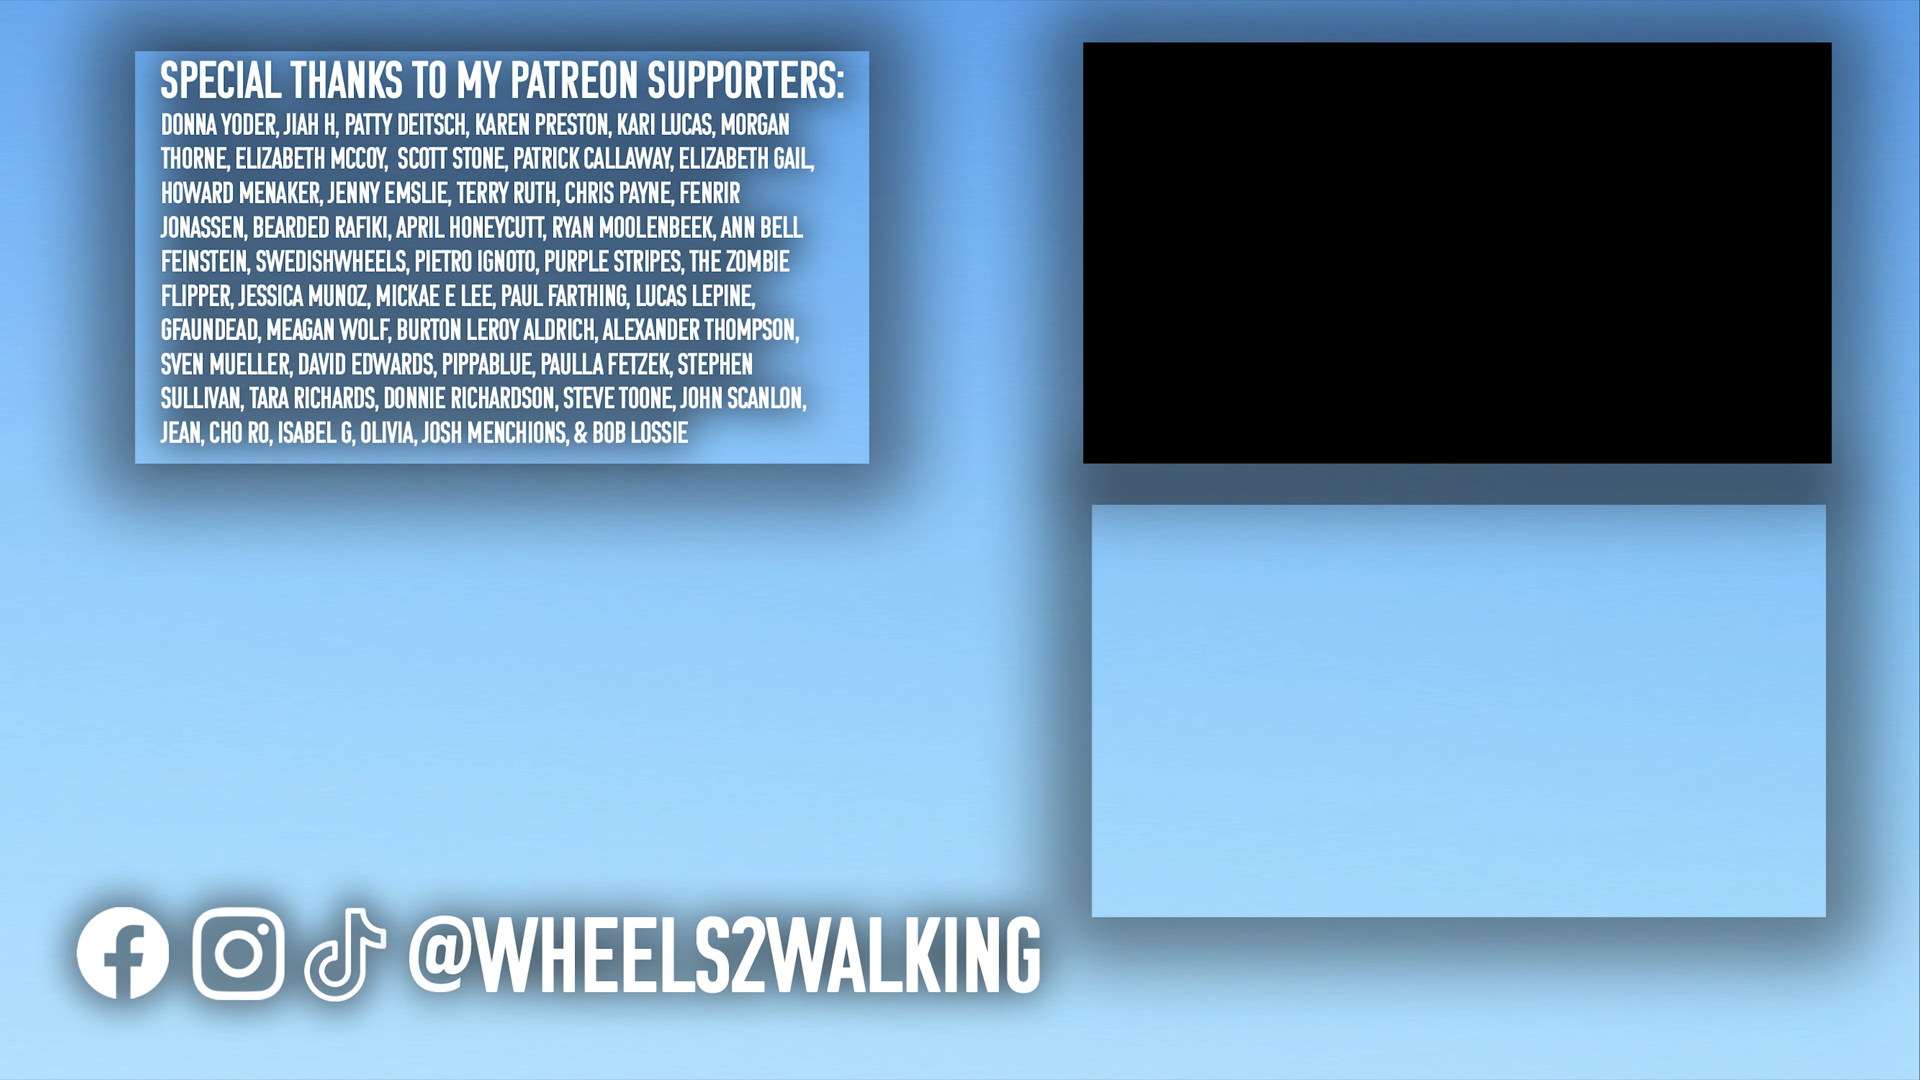 SPECIAL THANKS TO MY PATREON SUPPORTERS:
DONNA YODER, JIAH H, PATTY DEITSCH, KAREN PRESTON, KARI LUCAS, MORGAN
THORNE, ELIZABETH MCCOY,  SCOTT STONE, PATRICK CALLAWAY, ELIZABETH GAIL,
HOWARD MENAKER, JENNY EMSLIE, TERRY RUTH, CHRIS PAYNE, FENRIR
JONASSEN, BEARDED RAFIKI, APRIL HONEYCUTT, RYAN MOOLENBEEK, ANN BELL
FEINSTEIN, SWEDISHWHEELS, PIETRO IGNOTO, PURPLE STRIPES, THE ZOMBIE
FLIPPER, JESSICA MUNOZ, MICKAE E LEE, PAUL FARTHING, LUCAS LEPINE,
GFAUNDEAD, MEAGAN WOLF, BURTON LEROY ALDRICH, ALEXANDER THOMPSON,
SVEN MUELLER, DAVID EDWARDS, PIPPABLUE, PAULLA FETZEK, STEPHEN
SULLIVAN, TARA RICHARDS, DONNIE RICHARDSON, STEVE TOONE, JOHN SCANLON,
JEAN, CHO RO, ISABEL G, OLIVIA, JOSH MENCHIONS, & BOB LOSSIE
@WHEELS2WALKING